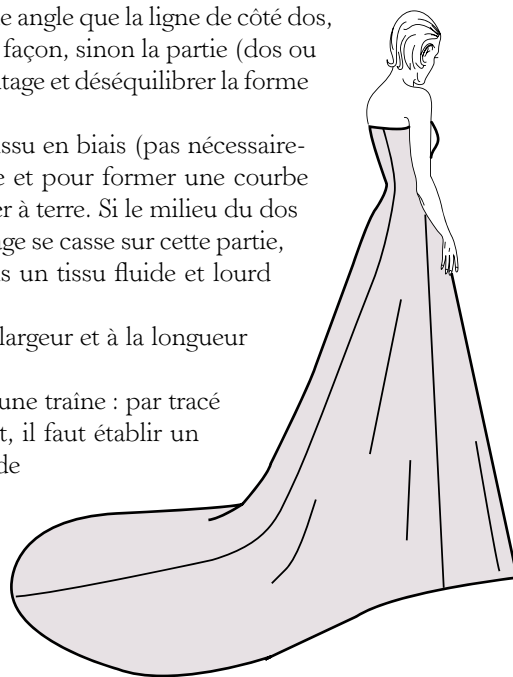 e angle que la ligne de côté dos,
façon, sinon la partie (dos ou
tage et déséquilibrer la forme
issu en biais (pas nécessaire-
e et pour former une courbe
er à terre. Si le milieu du dos
age se casse sur cette partie,
s un tissu fluide et lourd
largeur et à la longueur
une traîne : par tracé
t, il faut établir un
de